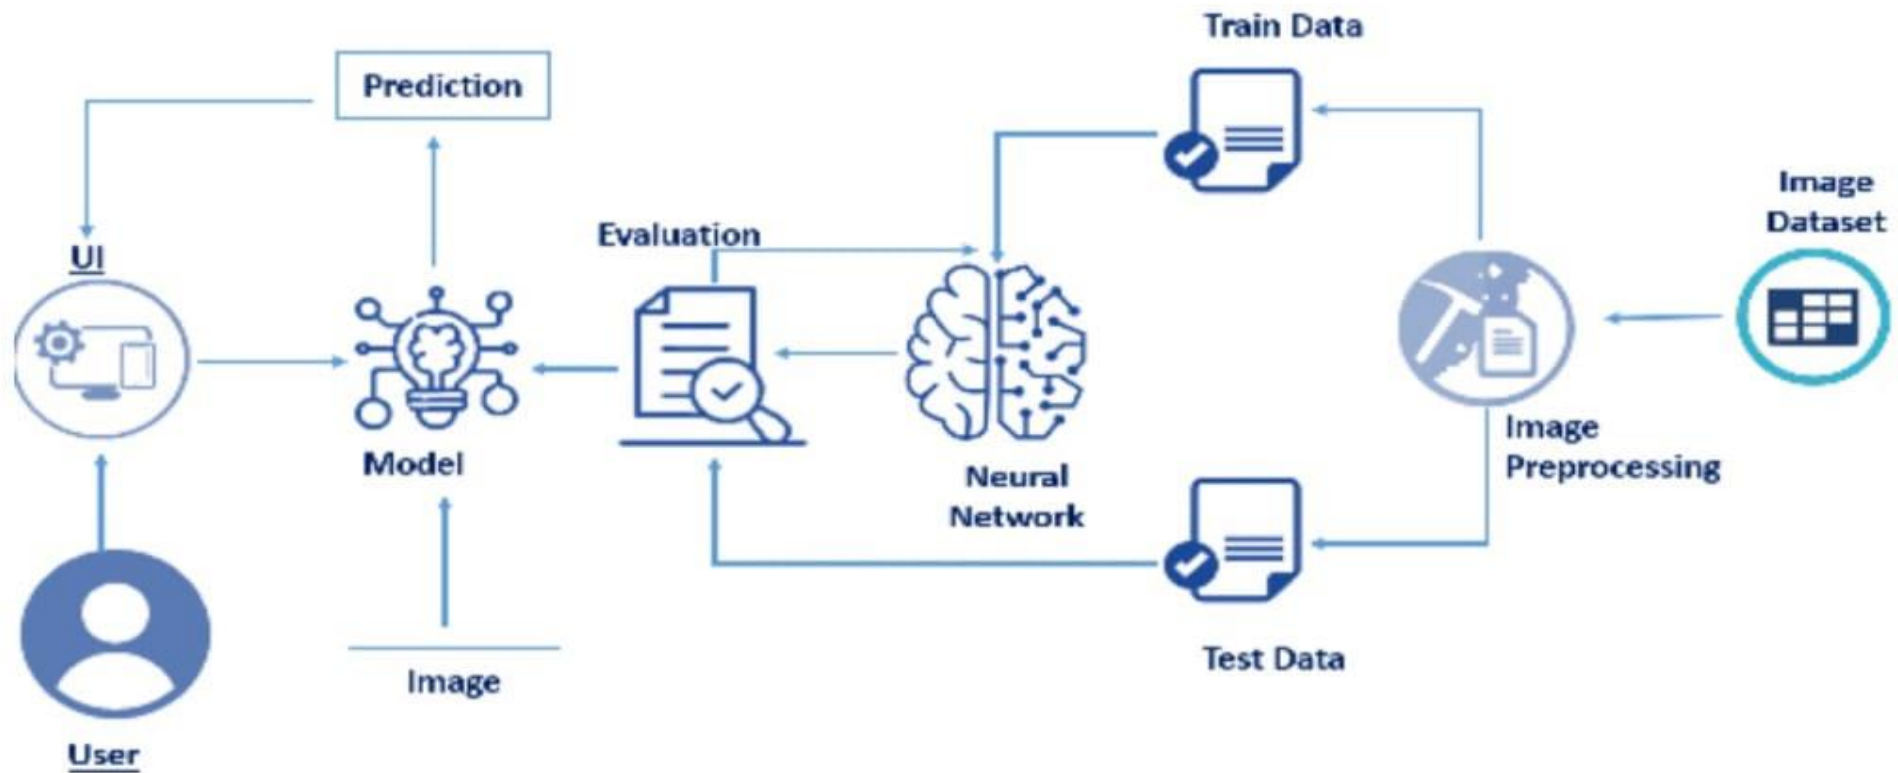 Train Data
Prediction
Image
Dataset
Evaluation
UI
Image
Preprocessing
Model
Neural
Network
Test Data
Image
User